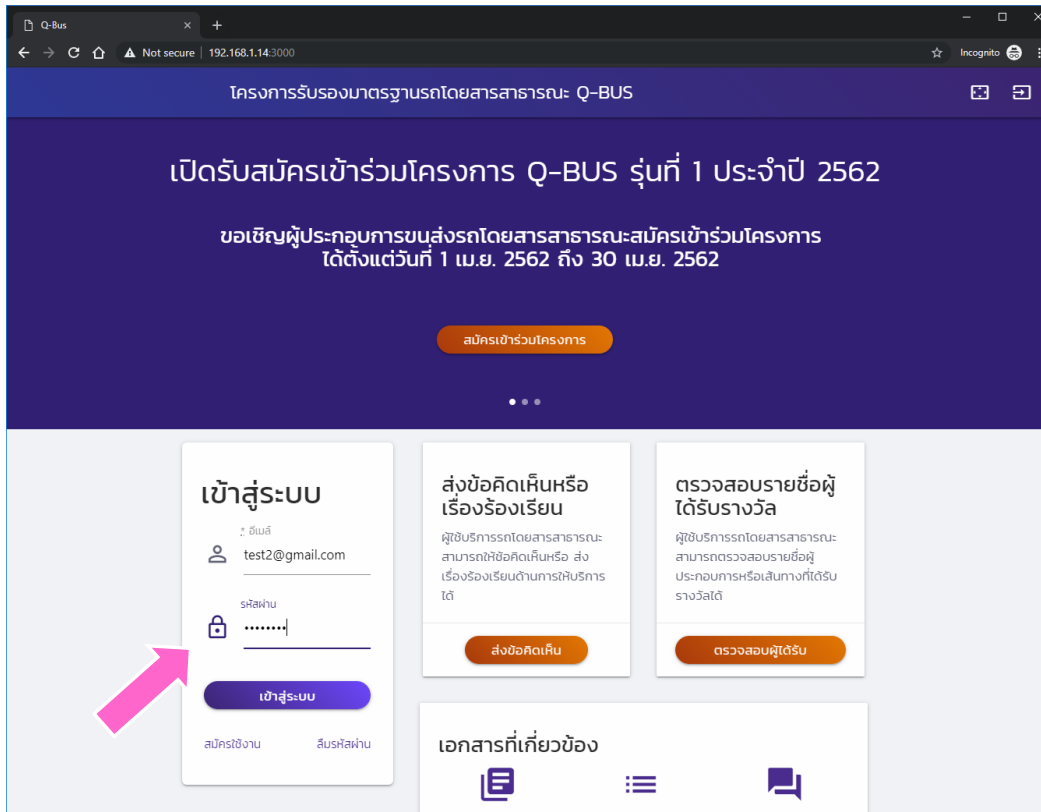 Q-Bus
Not secure 192.168.1.14:3000
Incognito
โครงการรับรองมาตรฐานรถโดยสารสาธารณะ Q-BUS
เปิดรับสมัครเข้าร่วมโครงการ Q-BUS รุ่นที่ 1 ประจำปี 2562
ขอเชิญผู้ประกอบการขนส่งรถโดยสารสาธารณะสมัครเข้าร่วมโครงการ
ได้ตั้งแต่วันที่ 1 เม.ย. 2562 ถึง 30 เม.ย. 2562
สมัครเข้าร่วมโครงการ
เข้าสู่ระบบ
* อีเมล์
test2@gmail.com
รหัสผ่าน
••••••••
เข้าสู่ระบบ
สมัครใช้งาน ลืมรหัสผ่าน
ส่งข้อคิดเห็นหรือ
เรื่องร้องเรียน
ผู้ใช้บริการรถโดยสารสาธารณะ
สามารถให้ข้อคิดเห็นหรือ ส่ง
เรื่องร้องเรียนด้านการให้บริการ
ได้
ส่งข้อคิดเห็น
ตรวจสอบรายชื่อผู้
ได้รับรางวัล
ผู้ใช้บริการรถโดยสารสาธารณะ
สามารถตรวจสอบรายชื่อผู้
ประกอบการหรือเส้นทางที่ได้รับ
รางวัลได้
ตรวจสอบผู้ได้รับ
เอกสารที่เกี่ยวข้อง